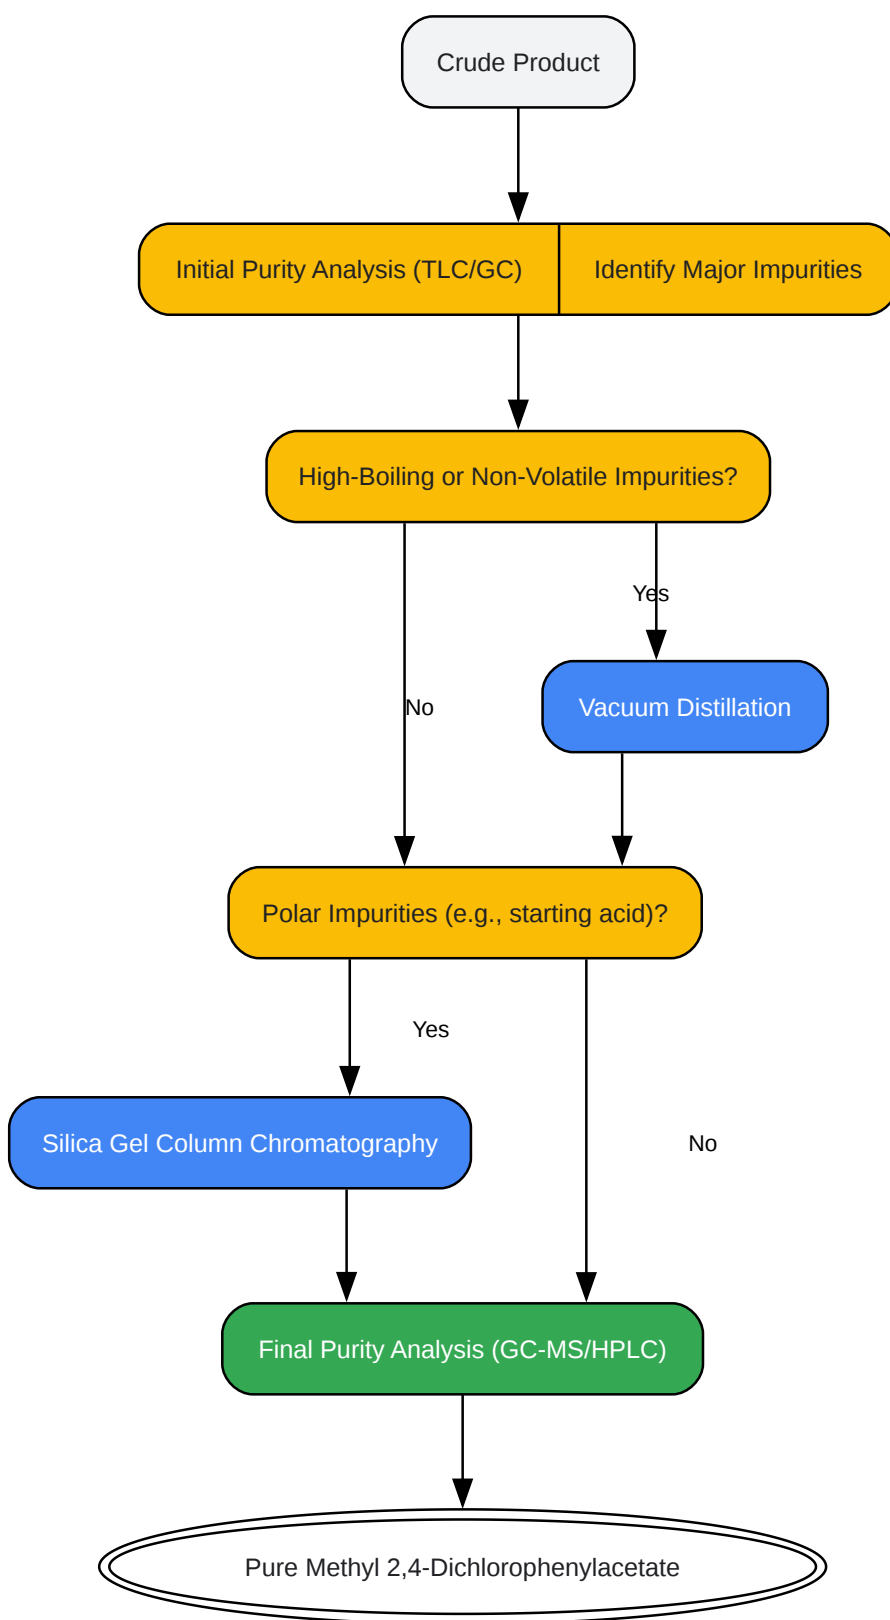 Crude Product
Initial Purity Analysis (TLC/GC)
Identify Major Impurities
High-Boiling or Non-Volatile Impurities?
Yes
No
Vacuum Distillation
Polar Impurities (e.g., starting acid)?
Yes
Silica Gel Column Chromatography
No
Final Purity Analysis (GC-MS/HPLC)
Pure Methyl 2,4-Dichlorophenylacetate